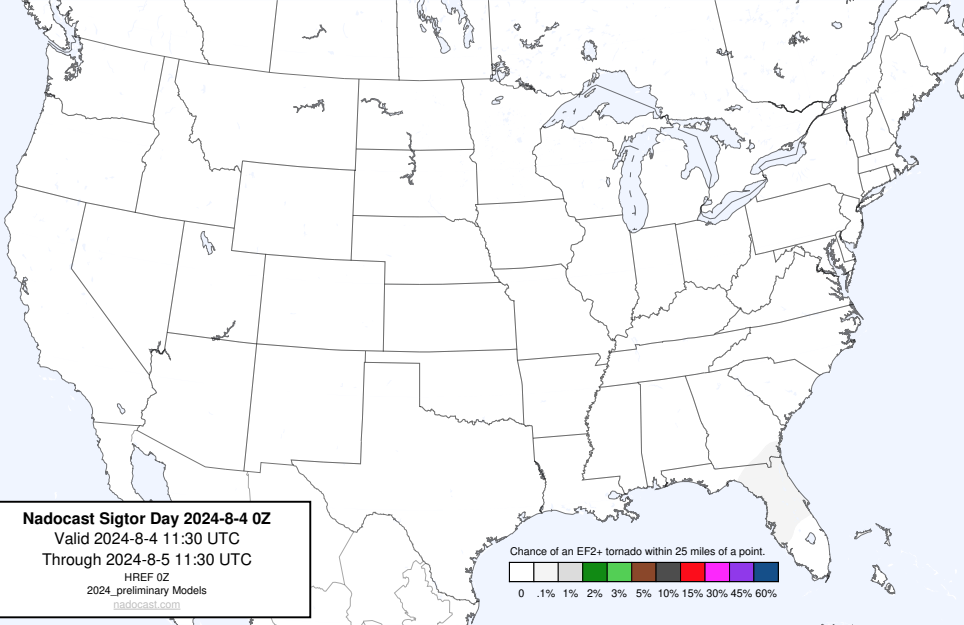 Nadocast Sigtor Day 2024-8-4 0Z
Valid 2024-8-4 11:30 UTC
Through 2024-8-5 11:30 UTC
HREF 0Z
2024_preliminary Models
nadocast.com
Chance of an EF2+ tornado within 25 miles of a point.
0 .1% 1% 2% 3% 5% 10% 15% 30% 45% 60%